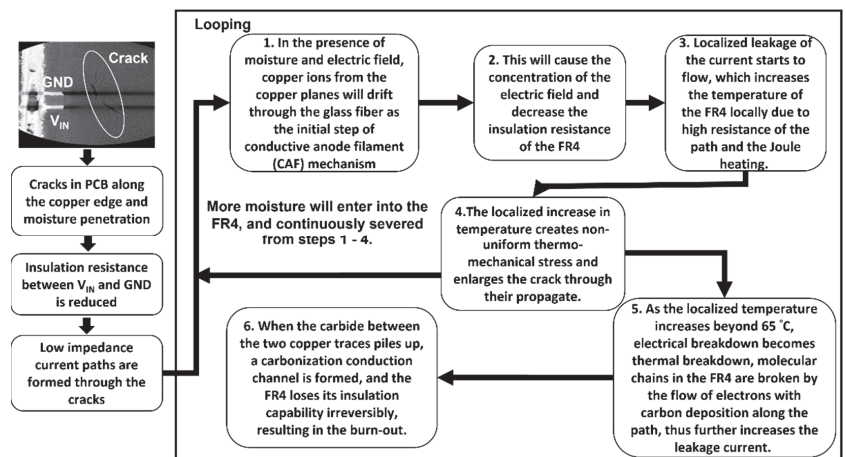 Looping
Crack
GND
VIN
Cracks in PCB along
the copper edge and
moisture penetration
Insulation resistance
between VIN and GND
is reduced
Low impedance
current paths are
formed through the
cracks
1. In the presence of
moisture and electric field,
copper ions from the
copper planes will drift
through the glass fiber as
the initial step of
conductive anode filament
(CAF) mechanism
2. This will cause the
concentration of the
electric field and
decrease the
insulation resistance
of the FR4
3. Localized leakage of
the current starts to
flow, which increases
the temperature of
the FR4 locally due to
high resistance of the
path and the Joule
heating.
More moisture will enter into the
FR4, and continuously severed
from steps 1 - 4.
4.The localized increase in
temperature creates non-
uniform thermo-
mechanical stress and
enlarges the crack through
their propagate.
5. As the localized temperature
increases beyond 65 ˚C,
electrical breakdown becomes
thermal breakdown, molecular
chains in the FR4 are broken by
the flow of electrons with
carbon deposition along the
path, thus further increases the
leakage current.
6. When the carbide between
the two copper traces piles up,
a carbonization conduction
channel is formed, and the
FR4 loses its insulation
capability irreversibly,
resulting in the burn-out.